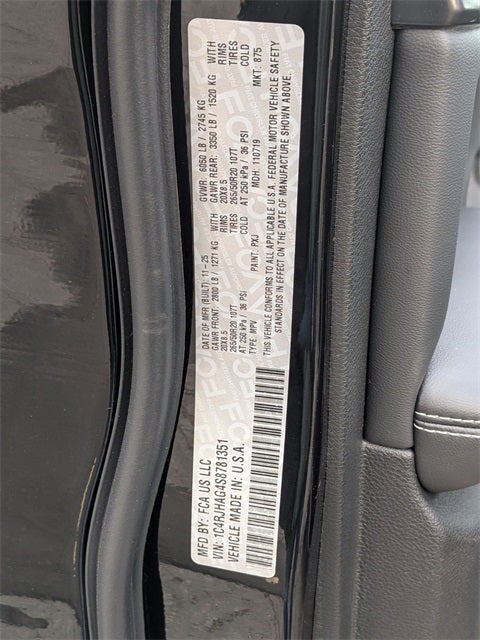 MFD BY: FCA US LLC
DATE OF MFR (BUILT): 11-25
GVWR: 6050 LB / 2745 KG
GAWR FRONT: 2800 LB / 1271 KG WITH
GAWR REAR: 3350 LB / 1520 KG WITH
20X8.5 RIMS
20X8.5 RIMS
265/50R20 107T TIRES
265/50R20 107T TIRES
AT 250 kPa / 36 PSI COLD
AT 250 kPa / 36 PSI COLD
VIN: 1C4RJHAG4S8781351
TYPE: MPV
PAINT: PXJ
MDH: 110719
MKT: 875
VEHICLE MADE IN: U.S.A.
THIS VEHICLE CONFORMS TO ALL APPLICABLE U.S.A. FEDERAL MOTOR VEHICLE SAFETY
STANDARDS IN EFFECT ON THE DATE OF MANUFACTURE SHOWN ABOVE.